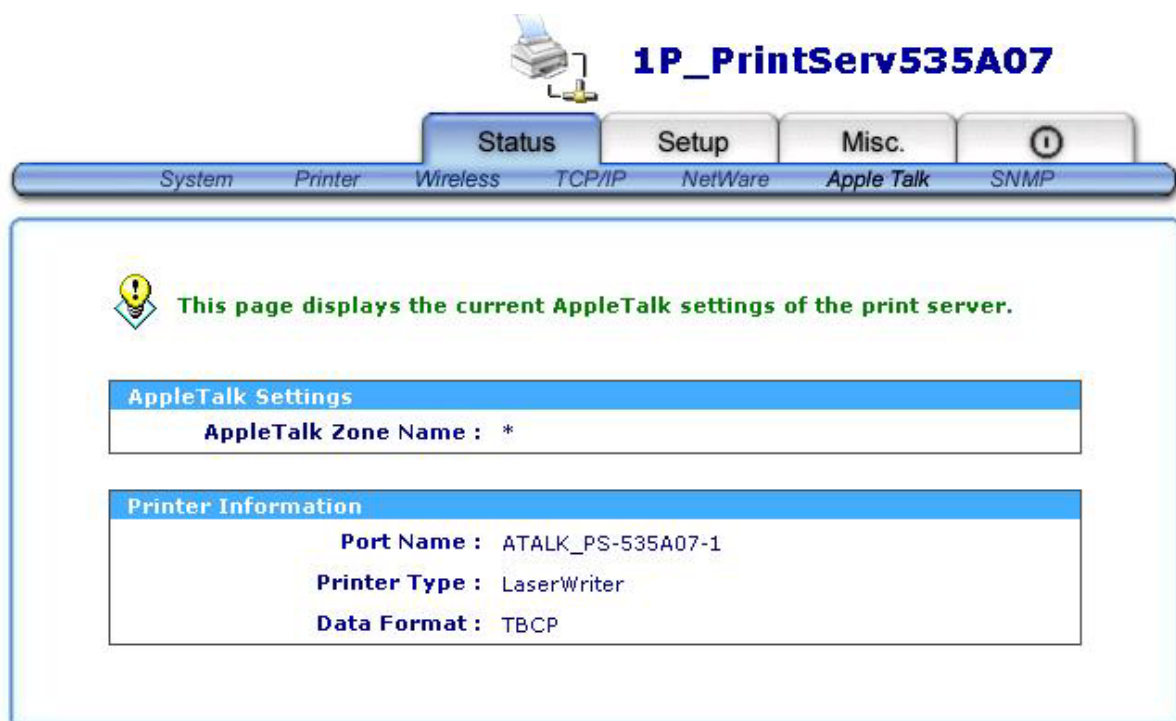 1P_PrintServ535A07
Status Setup Misc.
System Printer Wireless TCP/IP NetWare Apple Talk SNMP
This page displays the current AppleTalk settings of the print server.
AppleTalk Settings
AppleTalk Zone Name : *
Printer Information
Port Name : ATALK_PS-535A07-1
Printer Type : LaserWriter
Data Format : TBCP